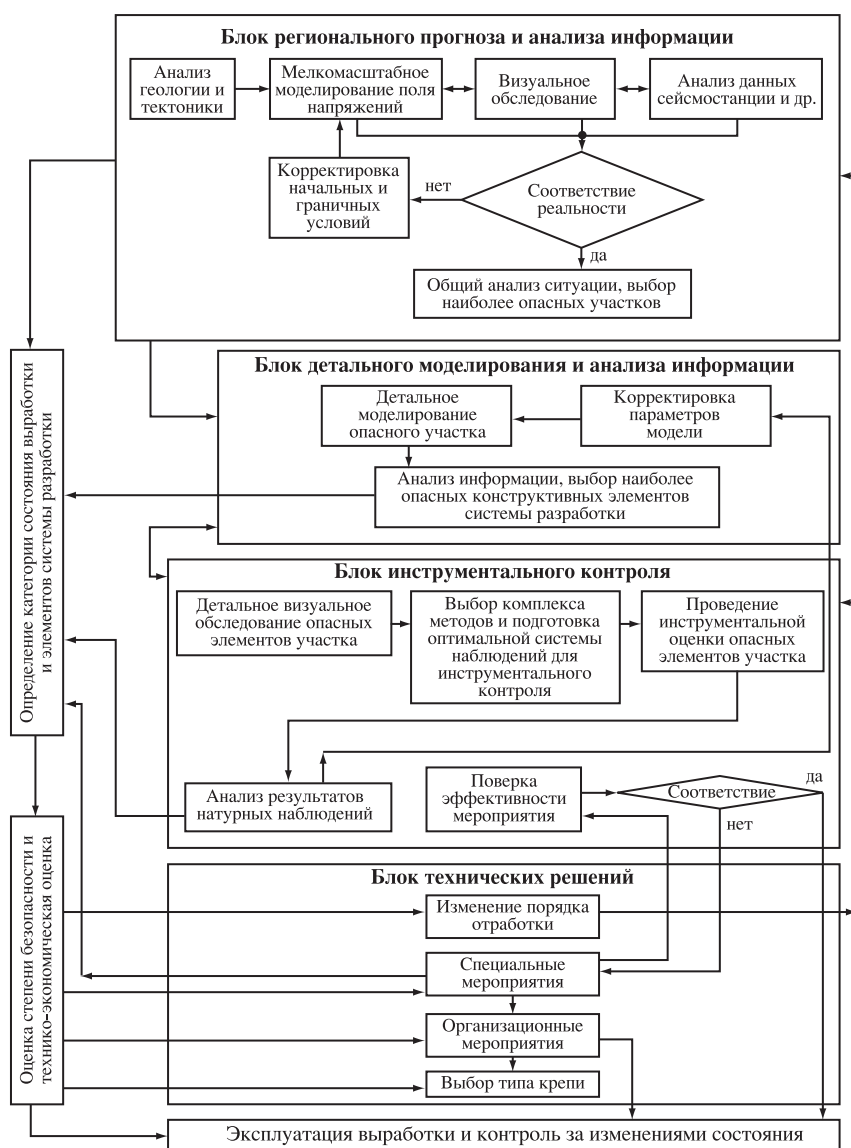 Блок регионального прогноза и анализа информации
Анализ
геологии и
тектоники
Мелкомасштабное
моделирование поля
напряжений
Визуальное
обследование
Анализ данных
сейсмостанции и др.
Корректировка
начальных и
граничных
условий
нет
Соответствие
реальности
да
Общий анализ ситуации, выбор
наиболее опасных участков
Определение категории состояния выработки
и элементов системы разработки
Блок детального моделирования и анализа информации
Детальное
моделирование
опасного участка
Корректировка
параметров
модели
Анализ информации, выбор наиболее
опасных конструктивных элементов
системы разработки
Блок инструментального контроля
Детальное визуальное
обследование опасных
элементов участка
Выбор комплекса
методов и подготовка
оптимальной системы
наблюдений для
инструментального
контроля
Проведение
инструментальной
оценки опасных
элементов участка
Анализ результатов
натурных наблюдений
Поверка
эффективности
мероприятия
Соответствие
да
нет
Оценка степени безопасности и
технико-экономическая оценка
Блок технических решений
Изменение порядка
отработки
Специальные
мероприятия
Организационные
мероприятия
Выбор типа крепи
Эксплуатация выработки и контроль за изменениями состояния